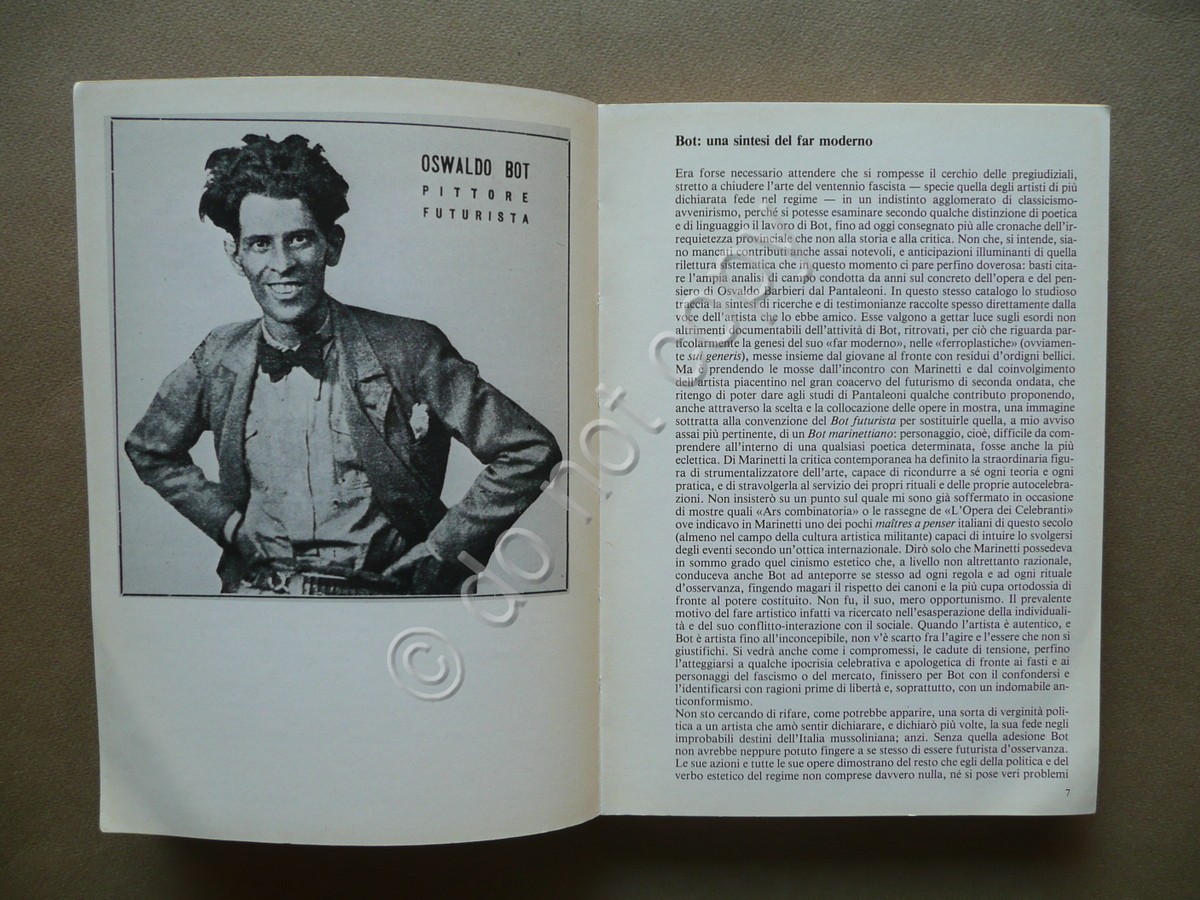 OSWALDO BOT
PITTORE
FUTURISTA
Bot: una sintesi del far moderno
Era forse necessario attendere che si rompesse il cerchio delle pregiudiziali,
stretto a chiudere l'arte del ventennio fascista — specie quella degli artisti di più
dichiarata fede nel regime — in un indistinto agglomerato di classicismo-
avvenirismo, perché si potesse esaminare secondo qualche distinzione di poetica
e di linguaggio il lavoro di Bot, fino ad oggi consegnato più alle cronache dell'ir-
requietezza provinciale che non alla storia e alla critica. Non che, si intende, sia-
no mancati contributi anche assai notevoli, e anticipazioni illuminanti di quella
rilettura sistematica che in questo momento ci pare perfino doverosa: basti cita-
re l'ampia analisi di campo condotta da anni sul concreto dell'opera e del pen-
siero di Osvaldo Barbieri dal Pantaleoni. In questo stesso catalogo lo studioso
traccia la sintesi di ricerche e di testimonianze raccolte spesso direttamente dalla
voce dell'artista che lo ebbe amico. Esse valgono a gettar luce sugli esordi non
altrimenti documentabili dell'attività di Bot, ritrovati, per ciò che riguarda par-
ticolarmente la genesi del suo «far moderno», nelle «ferroplastiche» (ovviamen-
te sui generis), messe insieme dal giovane al fronte con residui d'ordigni bellici.
Ma è prendendo le mosse dall'incontro con Marinetti e dal coinvolgimento
dell'artista piacentino nel gran coacervo del futurismo di seconda ondata, che
ritengo di poter dare agli studi di Pantaleoni qualche contributo proponendo,
anche attraverso la scelta e la collocazione delle opere in mostra, una immagine
sottratta alla convenzione del Bot futurista per sostituirle quella, a mio avviso
assai più pertinente, di un Bot marinettiano: personaggio, cioè, difficile da com-
prendere all'interno di una qualsiasi poetica determinata, fosse anche la più
eclettica. Di Marinetti la critica contemporanea ha definito la straordinaria figu-
ra di strumentalizzatore dell'arte, capace di ricondurre a sé ogni teoria e ogni
pratica, e di stravolgerla al servizio dei propri rituali e delle proprie autocelebra-
zioni. Non insisterò su un punto sul quale mi sono già soffermato in occasione
di mostre quali «Ars combinatoria» o le rassegne de «L'Opera dei Celebranti»
ove indicavo in Marinetti uno dei pochi maîtres a penser italiani di questo secolo
(almeno nel campo della cultura artistica militante) capaci di intuire lo svolgersi
degli eventi secondo un'ottica internazionale. Dirò solo che Marinetti possedeva
in sommo grado quel cinismo estetico che, a livello non altrettanto razionale,
conduceva anche Bot ad anteporre se stesso ad ogni regola e ad ogni rituale
d'osservanza, fingendo magari il rispetto dei canoni e la più cupa ortodossia di
fronte al potere costituito. Non fu, il suo, mero opportunismo. Il prevalente
motivo del fare artistico infatti va ricercato nell'esasperazione della individuali-
tà e del suo conflitto-interazione con il sociale. Quando l'artista è autentico, e
Bot è artista fino all'inconcepibile, non v'è scarto fra l'agire e l'essere che non si
giustifichi. Si vedrà anche come i compromessi, le cadute di tensione, perfino
l'atteggiarsi a qualche ipocrisia celebrativa e apologetica di fronte ai fasti e ai
personaggi del fascismo o del mercato, finissero per Bot con il confondersi e
l'identificarsi con ragioni prime di libertà e, soprattutto, con un indomabile an-
ticonformismo.
Non sto cercando di rifare, come potrebbe apparire, una sorta di verginità poli-
tica a un artista che amò sentir dichiarare, e dichiarò più volte, la sua fede negli
improbabili destini dell'Italia mussoliniana; anzi. Senza quella adesione Bot
non avrebbe neppure potuto fingere a se stesso di essere futurista d'osservanza.
Le sue azioni e tutte le sue opere dimostrano del resto che egli della politica e del
verbo estetico del regime non comprese davvero nulla, né si pose veri problemi
7
© do not copy